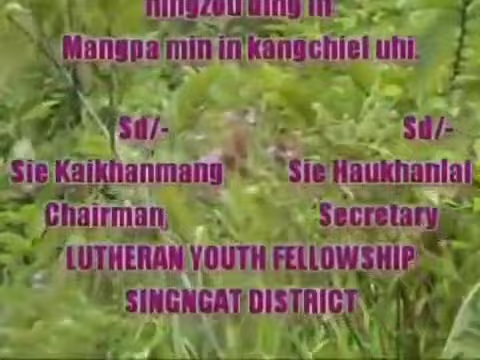 Mangpa min in kangchiel uhi.
Sd/- Sd/-
Sie Kaikhanmang Sie Haukhanlal
Chairman Secretary
LUTHERAN YOUTH FELLOWSHIP
SINGNGAT DISTRICT